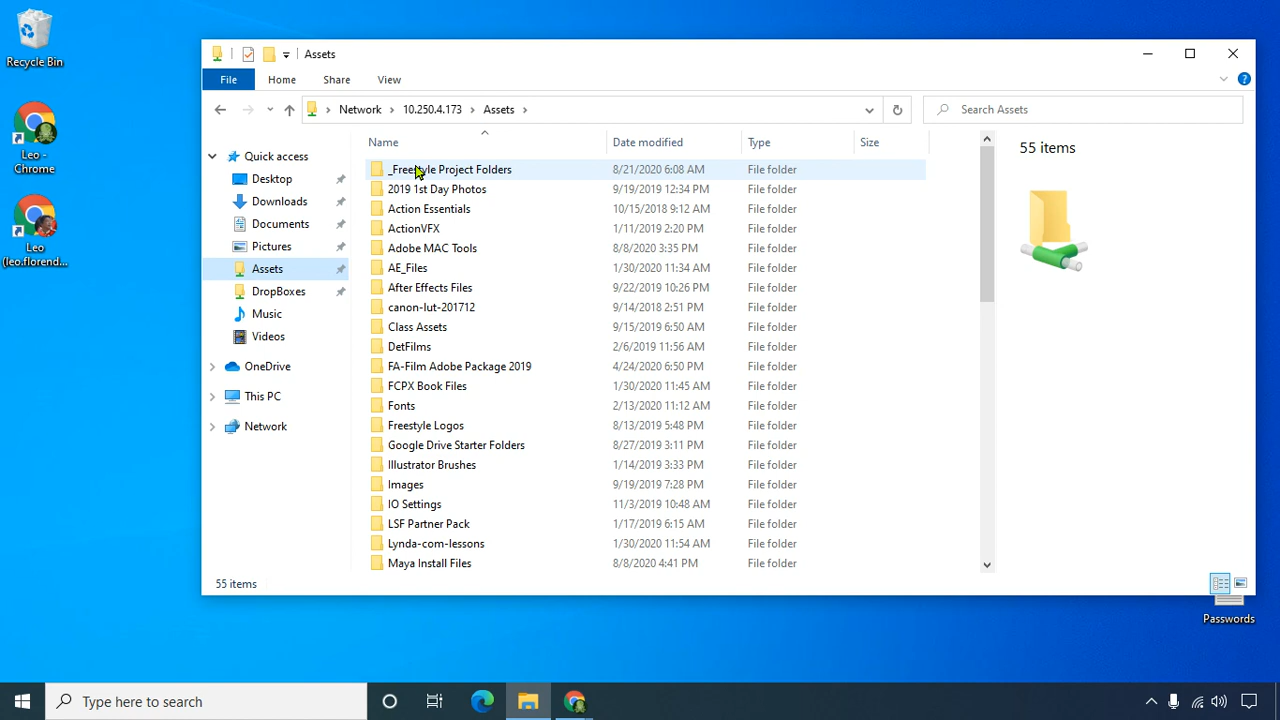 Recycle Bin
Leo -
Chrome
Leo
(leo.florend...
Assets
File Home Share View
Network 10.250.4.173 Assets
Search Assets
Name Date modified Type Size
Quick access
Desktop
Downloads
Documents
Pictures
Assets
DropBoxes
Music
Videos
OneDrive
This PC
Network
_Freestyle Project Folders 8/21/2020 6:08 AM File folder
2019 1st Day Photos 9/19/2019 12:34 PM File folder
Action Essentials 10/15/2018 9:12 AM File folder
ActionVFX 1/11/2019 2:20 PM File folder
Adobe MAC Tools 8/8/2020 3:35 PM File folder
AE_Files 1/30/2020 11:34 AM File folder
After Effects Files 9/22/2019 10:26 PM File folder
canon-lut-201712 9/14/2018 2:51 PM File folder
Class Assets 9/15/2019 6:50 AM File folder
DetFilms 2/6/2019 11:56 AM File folder
FA-Film Adobe Package 2019 4/24/2020 6:50 PM File folder
FCPX Book Files 1/30/2020 11:45 AM File folder
Fonts 2/13/2020 11:12 AM File folder
Freestyle Logos 8/13/2019 5:48 PM File folder
Google Drive Starter Folders 8/27/2019 3:11 PM File folder
Illustrator Brushes 1/14/2019 3:33 PM File folder
Images 9/19/2019 7:28 PM File folder
IO Settings 11/3/2019 10:48 AM File folder
LSF Partner Pack 1/17/2019 6:15 AM File folder
Lynda-com-lessons 1/30/2020 11:54 AM File folder
Maya Install Files 8/8/2020 4:41 PM File folder
55 items
55 items
Passwords
Type here to search